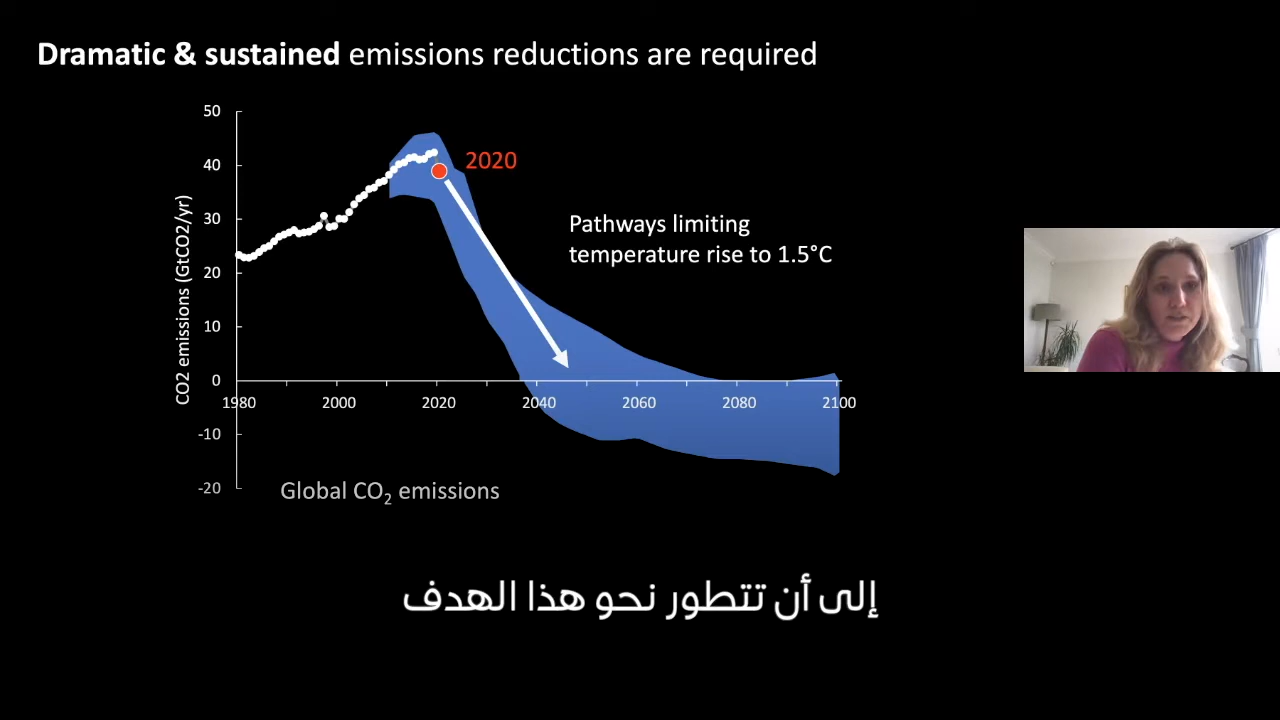 Dramatic & sustained emissions reductions are required
50
40
30
20
10
0
-10
-20
CO2 emissions (GtCO2/yr)
2020
Pathways limiting
temperature rise to 1.5°C
1980
2000
2020
2040
2060
2080
2100
Global CO₂ emissions
إلى أن تتطور نحو هذا الهدف